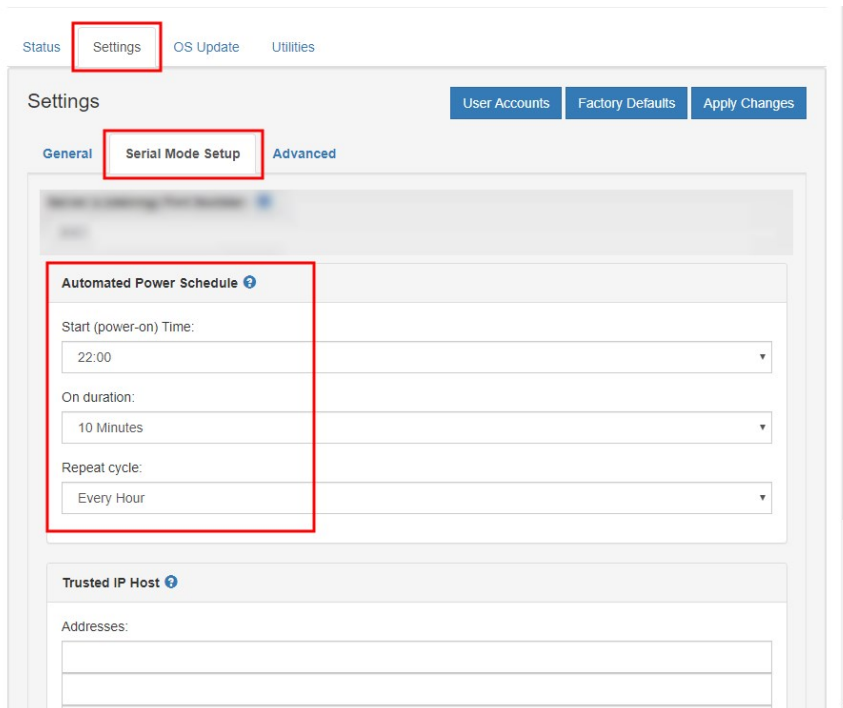 Status Settings OS Update Utilities
Settings User Accounts Factory Defaults Apply Changes
General Serial Mode Setup Advanced
Automated Power Schedule
Start (power-on) Time:
22:00
On duration:
10 Minutes
Repeat cycle:
Every Hour
Trusted IP Host
Addresses: